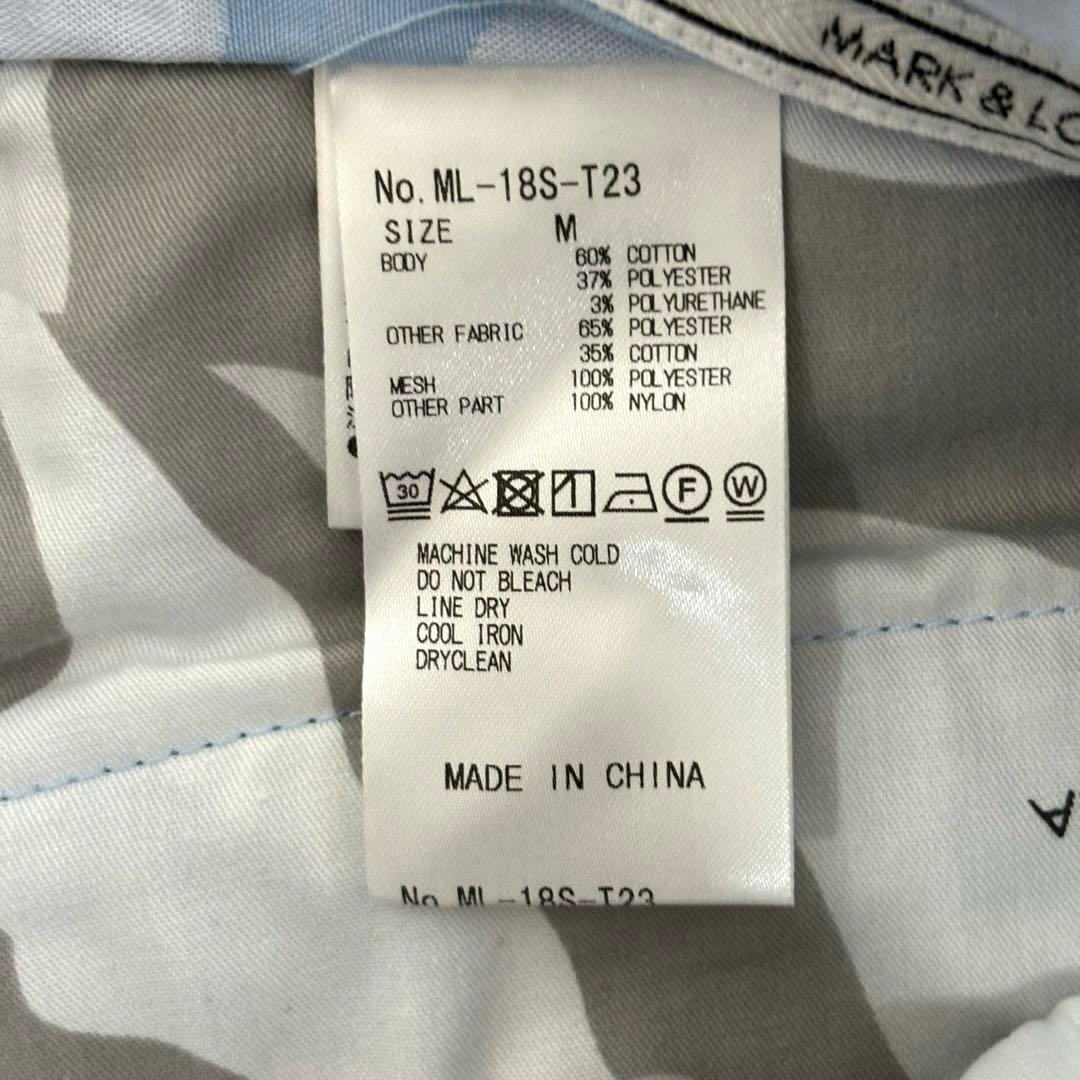 MARK & LO
No. ML-18S-T23
SIZE M
BODY 60% COTTON
37% POLYESTER
3% POLYURETHANE
OTHER FABRIC 65% POLYESTER
35% COTTON
MESH 100% POLYESTER
OTHER PART 100% NYLON
30 F W
MACHINE WASH COLD
DO NOT BLEACH
LINE DRY
COOL IRON
DRYCLEAN
MADE IN CHINA
No. ML-18S-T23
A